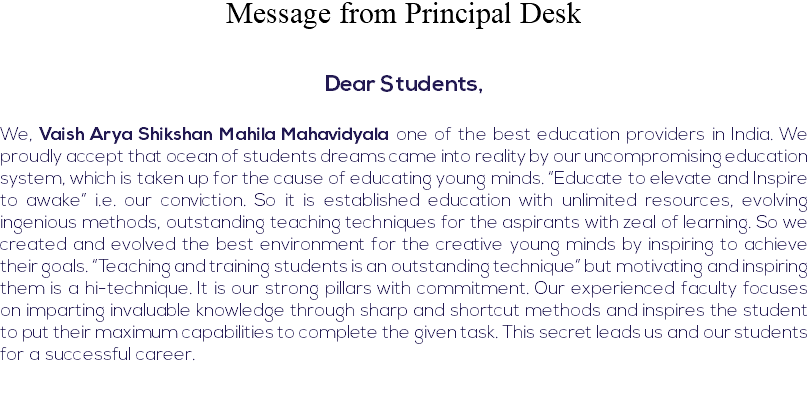 Message from Principal Desk
Dear Students,
We, Vaish Arya Shikshan Mahila Mahavidyala one of the best education providers in India. We
proudly accept that ocean of students dreams came into reality by our uncompromising education
system, which is taken up for the cause of educating young minds. “Educate to elevate and Inspire
to awake” i.e. our conviction. So it is established education with unlimited resources, evolving
ingenious methods, outstanding teaching techniques for the aspirants with zeal of learning. So we
created and evolved the best environment for the creative young minds by inspiring to achieve
their goals. “Teaching and training students is an outstanding technique” but motivating and inspiring
them is a hi-technique. It is our strong pillars with commitment. Our experienced faculty focuses
on imparting invaluable knowledge through sharp and shortcut methods and inspires the student
to put their maximum capabilities to complete the given task. This secret leads us and our students
for a successful career.